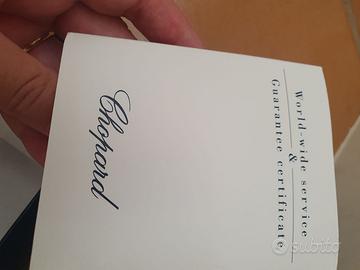 World-wide service
&
Guarantee certificate
Chopard
subito